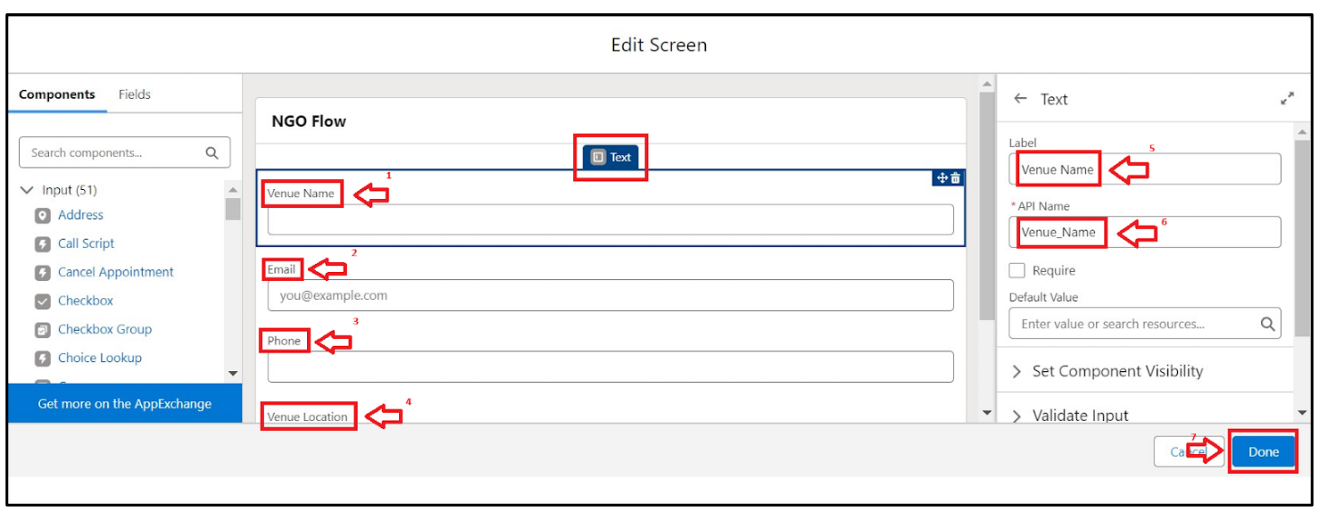 Edit Screen
Components Fields
Search components...
Input (51)
Address
Call Script
Cancel Appointment
Checkbox
Checkbox Group
Choice Lookup
Get more on the AppExchange
NGO Flow
Text
Venue Name
1
Email
2
you@example.com
Phone
3
Venue Location
4
Text
Label
Venue Name
5
* API Name
Venue_Name
6
Require
Default Value
Enter value or search resources...
Set Component Visibility
Validate Input
7
Cancel
Done